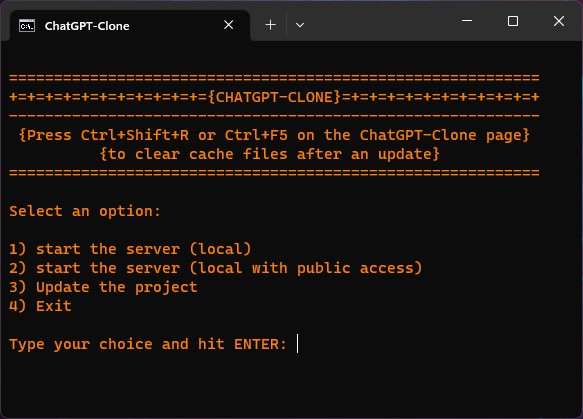 ChatGPT-Clone
===========================================================
+=+=+=+=+=+=+=+=+=+=+={CHATGPT-CLONE}=+=+=+=+=+=+=+=+=+=+=+
-----------------------------------------------------------
{Press Ctrl+Shift+R or Ctrl+F5 on the ChatGPT-Clone page}
{to clear cache files after an update}
===========================================================
Select an option:
1) start the server (local)
2) start the server (local with public access)
3) Update the project
4) Exit
Type your choice and hit ENTER: